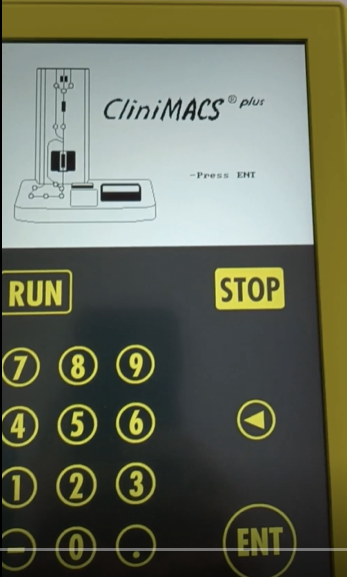 CliniMACS® plus
-Press ENT
RUN STOP
7 8 9
4 5 6 ◀
1 2 3
- 0 . ENT